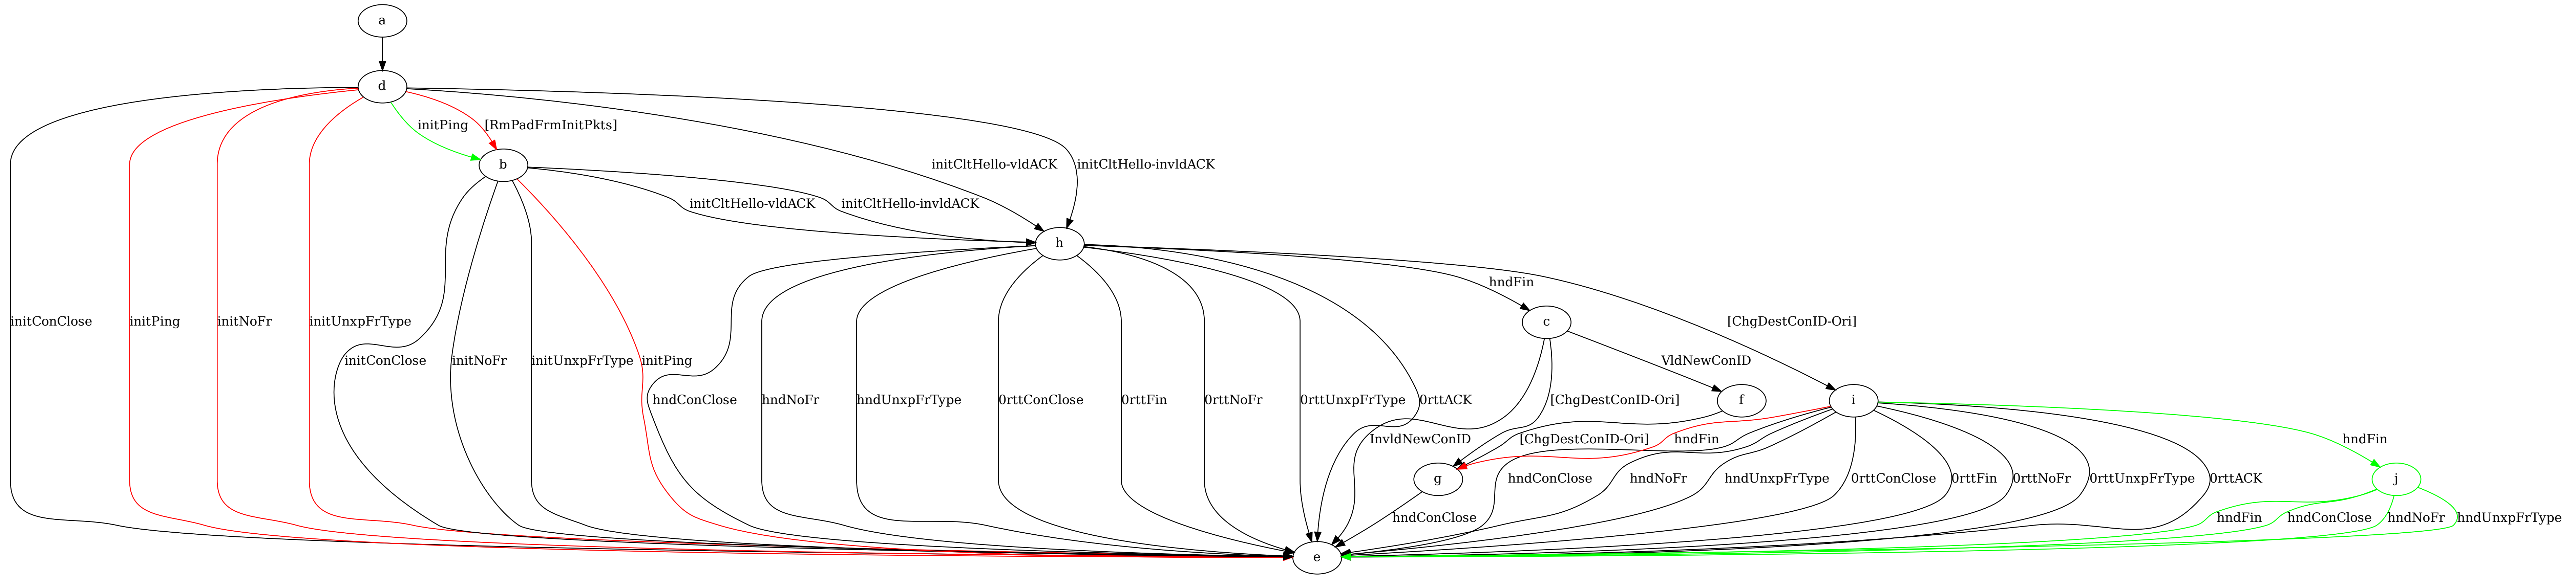 a
d
initPing
[RmPadFrmInitPkts]
b
initCltHello-vldACK
initCltHello-invldACK
initCltHello-vldACK
initCltHello-invldACK
h
hndFin
initConClose
initPing
initNoFr
initUnxpFrType
c
[ChgDestConID-Ori]
initConClose
initNoFr
initUnxpFrType
initPing
VldNewConID
hndConClose
hndNoFr
hndUnxpFrType
0rttConClose
0rttFin
0rttNoFr
0rttUnxpFrType
0rttACK
[ChgDestConID-Ori]
f
i
InvldNewConID
[ChgDestConID-Ori]
hndFin
hndFin
g
hndConClose
hndNoFr
hndUnxpFrType
0rttConClose
0rttFin
0rttNoFr
0rttUnxpFrType
0rttACK
j
hndConClose
hndFin
hndConClose
hndNoFr
hndUnxpFrType
e